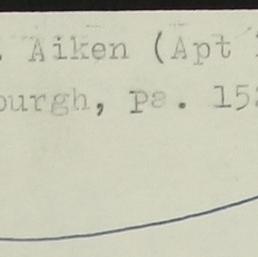 . Aiken (Apt
burgh, pa. 15